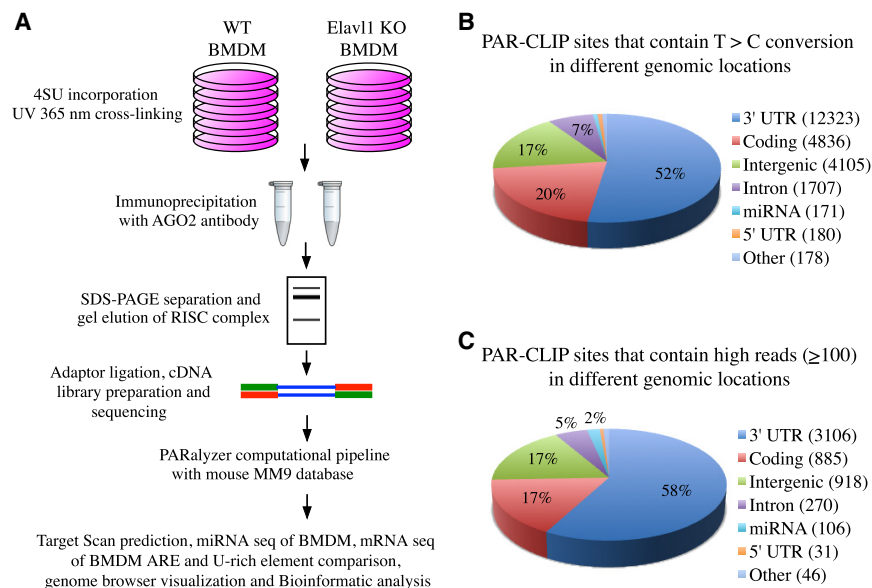 A
WT
BMDM
Elavl1 KO
BMDM
4SU incorporation
UV 365 nm cross-linking
Immunoprecipitation
with AGO2 antibody
SDS-PAGE separation and
gel elution of RISC complex
Adaptor ligation, cDNA
library preparation and
sequencing
PARalyzer computational pipeline
with mouse MM9 database
Target Scan prediction, miRNA seq of BMDM, mRNA seq
of BMDM ARE and U-rich element comparison,
genome browser visualization and Bioinformatic analysis
B
PAR-CLIP sites that contain T > C conversion
in different genomic locations
7%
17%
20%
52%
3' UTR (12323)
Coding (4836)
Intergenic (4105)
Intron (1707)
miRNA (171)
5' UTR (180)
Other (178)
C
PAR-CLIP sites that contain high reads (≥100)
in different genomic locations
5%
2%
17%
17%
58%
3' UTR (3106)
Coding (885)
Intergenic (918)
Intron (270)
miRNA (106)
5' UTR (31)
Other (46)